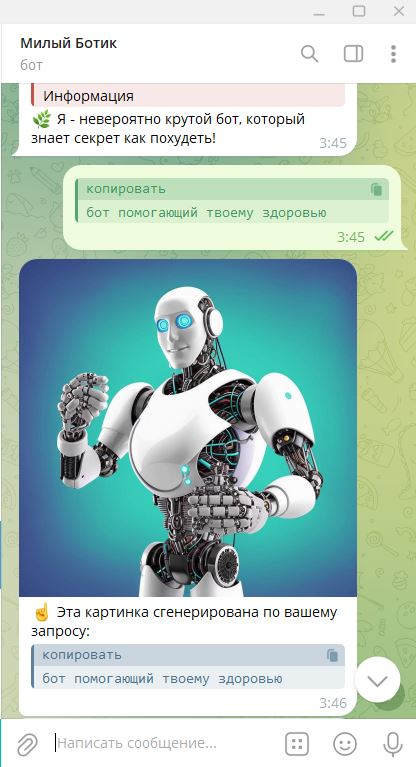 Милый Ботик
бот
Информация
🌿 Я - невероятно крутой бот, который
знает секрет как похудеть!
3:45
копировать
бот помогающий твоему здоровью
3:45
☝️ Эта картинка сгенерирована по вашему
запросу:
копировать
бот помогающий твоему здоровью
3:46
Написать сообщение...